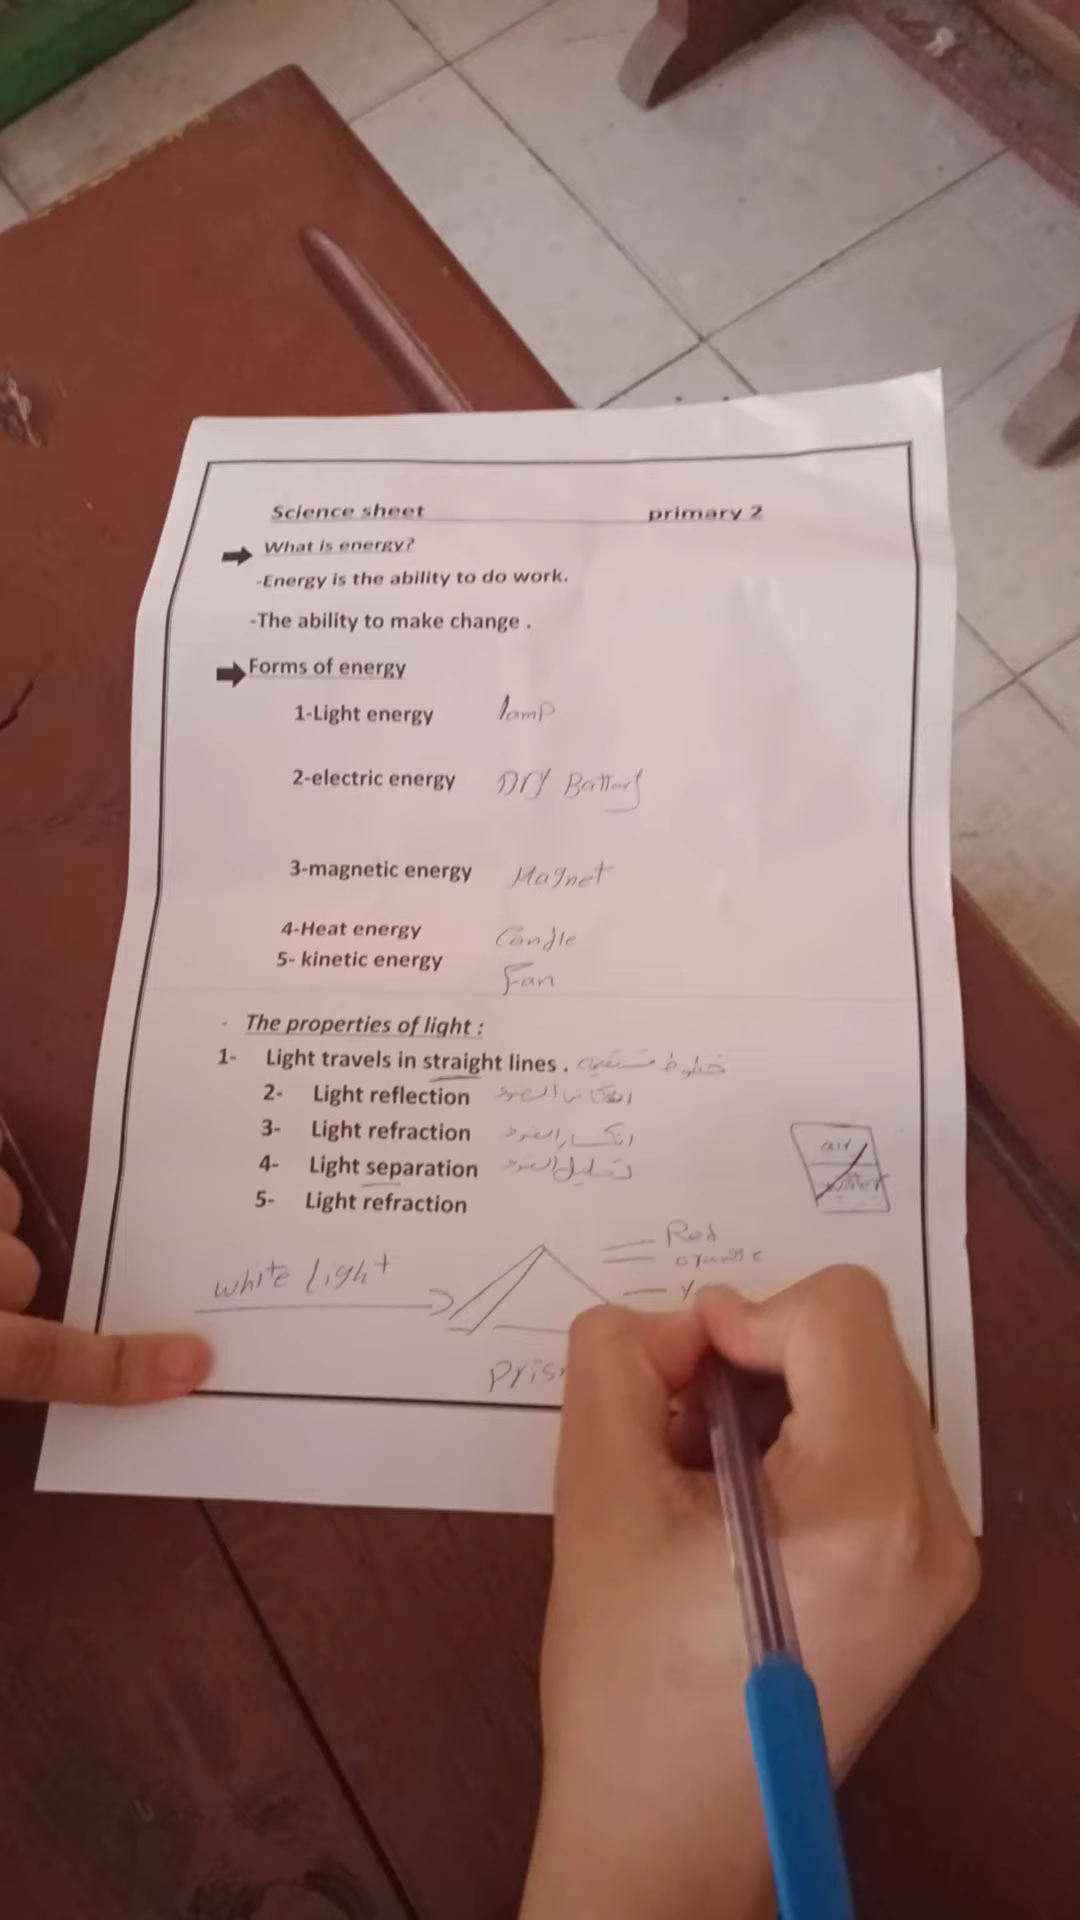 Science sheet primary 2
What is energy?
-Energy is the ability to do work.
-The ability to make change .
Forms of energy
1-Light energy lamp
2-electric energy Dry Battery
3-magnetic energy Magnet
4-Heat energy Candle
5- kinetic energy Fan
- The properties of light :
1- Light travels in straight lines . خطوط مستقيمه
2- Light reflection انعكاس الضوء
3- Light refraction انكسار الضوء
4- Light separation تحليل الضوء
5- Light refraction
air
water
white light
Red
orange
Y
Pris